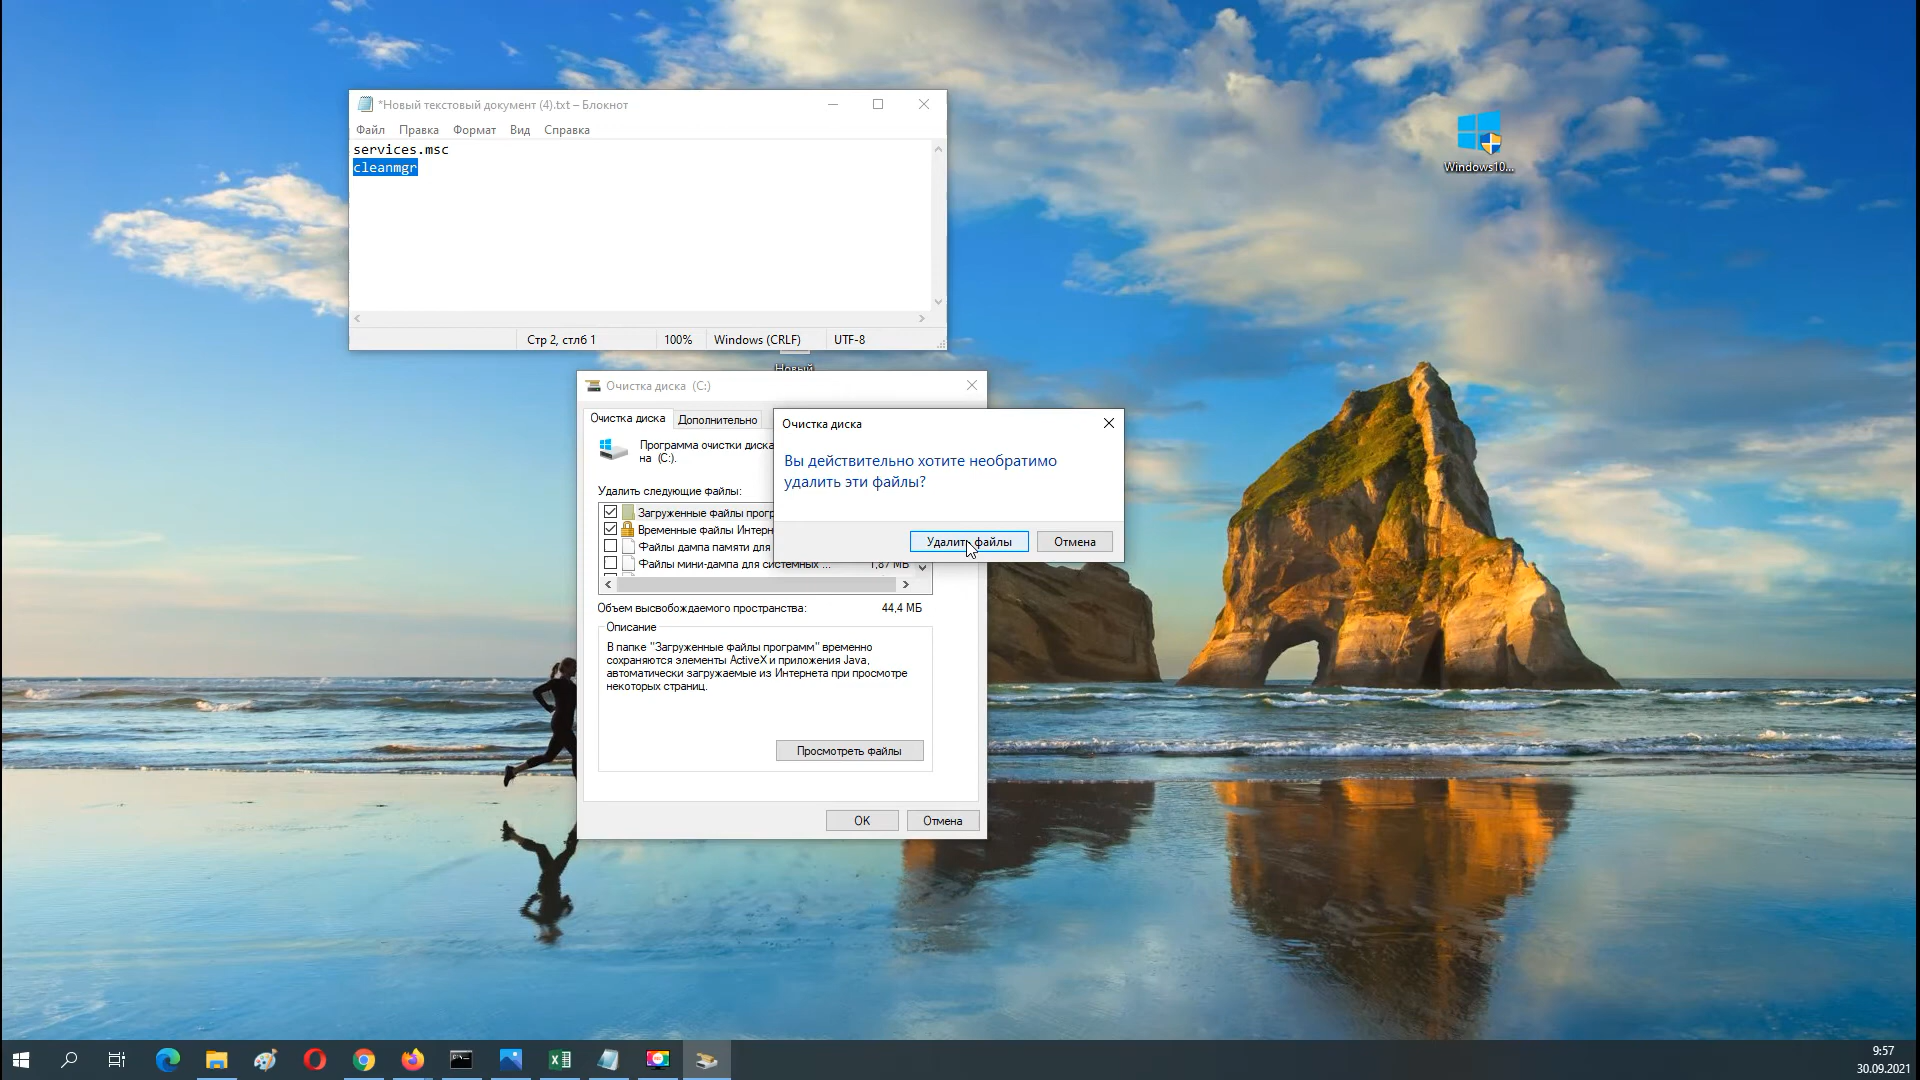 *Новый текстовый документ (4).txt – Блокнот
Файл Правка Формат Вид Справка
services.msc
cleanmgr
Стр 2, стлб 1 100% Windows (CRLF) UTF-8
Windows10...
Новый
Очистка диска (C:)
Очистка диска Дополнительно
Программа очистки диска
на (C:).
Удалить следующие файлы:
Загруженные файлы прогр
Временные файлы Интерн
Файлы дампа памяти для
Файлы мини-дампа для системных ... 1,87 МБ
Объем высвобождаемого пространства: 44,4 МБ
Описание
В папке "Загруженные файлы программ" временно
сохраняются элементы ActiveX и приложения Java,
автоматически загружаемые из Интернета при просмотре
некоторых страниц.
Просмотреть файлы
OK Отмена
Очистка диска
Вы действительно хотите необратимо
удалить эти файлы?
Удалить файлы Отмена
9:57
30.09.2021